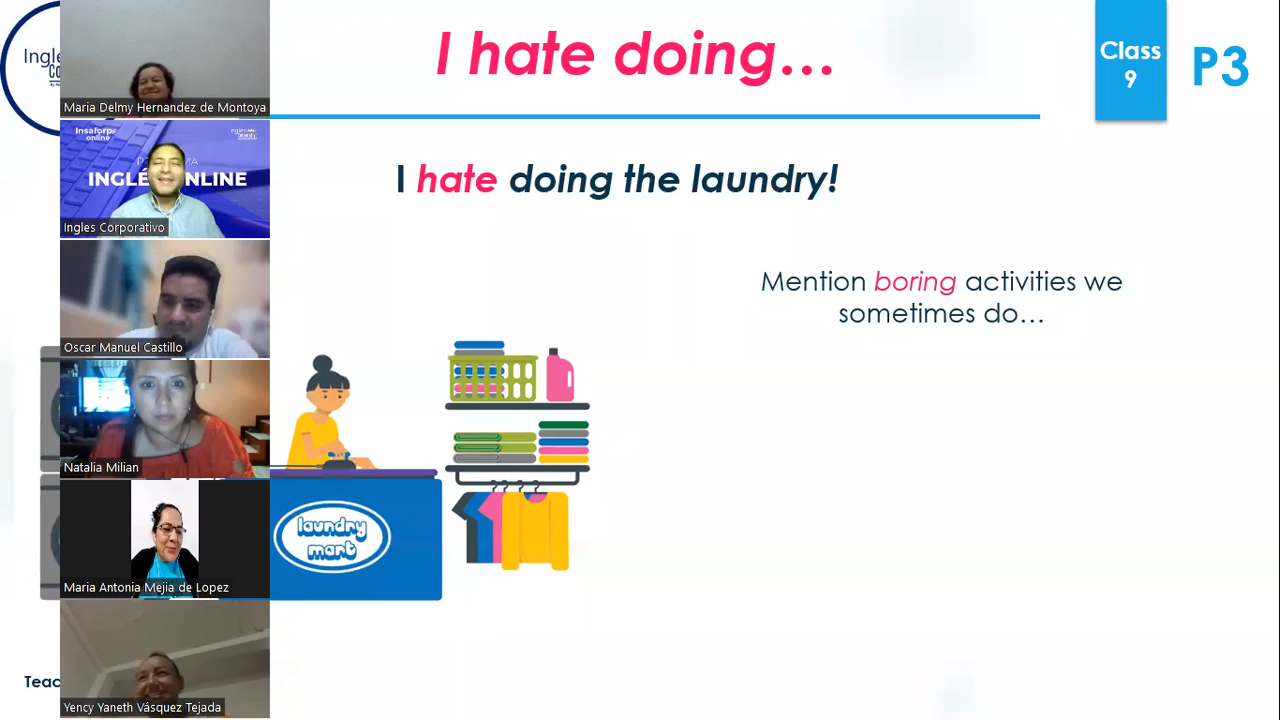 I hate doing...
Class
9
P3
I hate doing the laundry!
Mention boring activities we
sometimes do...
laundry
mart
Maria Delmy Hernandez de Montoya
Insaforp
online
Ingles Corporativo
Oscar Manuel Castillo
Natalia Milian
Maria Antonia Mejia de Lopez
Yency Yaneth Vásquez Tejada